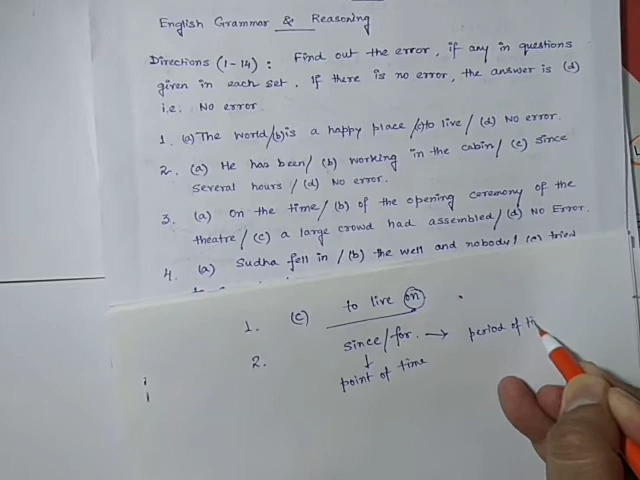 English Grammar & Reasoning
Directions (1-14) : Find out the error, if any in questions
given in each set. If there is no error, the answer is (d)
i.e. No error.
1. (a) The world/(b) is a happy place/(c) to live/(d) No error.
2. (a) He has been/(b) working in the cabin/(c) since
several hours/(d) No error.
3. (a) On the time/(b) of the opening ceremony of the
theatre/(c) a large crowd had assembled/(d) No Error.
4. (a) Sudha fell in/(b) the well and nobody/ (c) tried
1. (c) to live on
2. since/for. → period of ti
↓
point of time